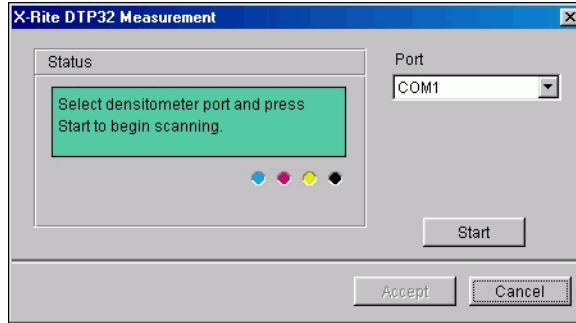 X-Rite DTP32 Measurement
Status
Port
COM1
Select densitometer port and press
Start to begin scanning.
Start
Accept
Cancel